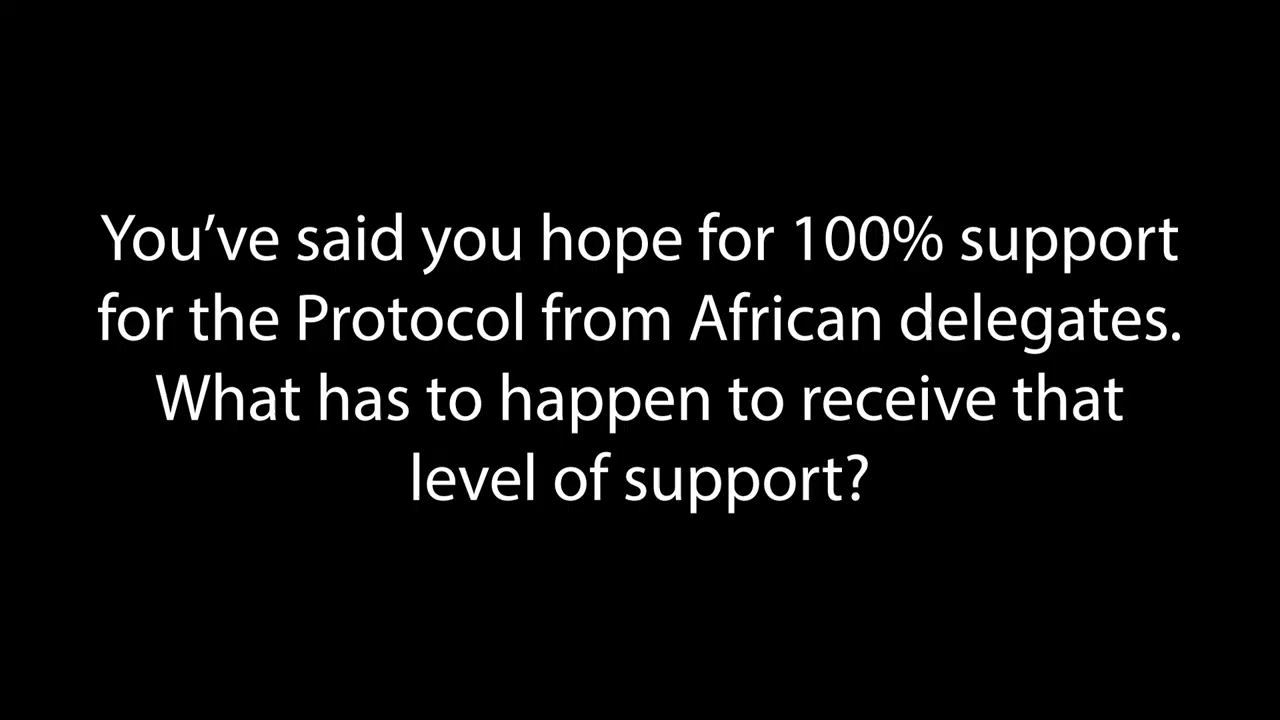 You’ve said you hope for 100% support
for the Protocol from African delegates.
What has to happen to receive that
level of support?